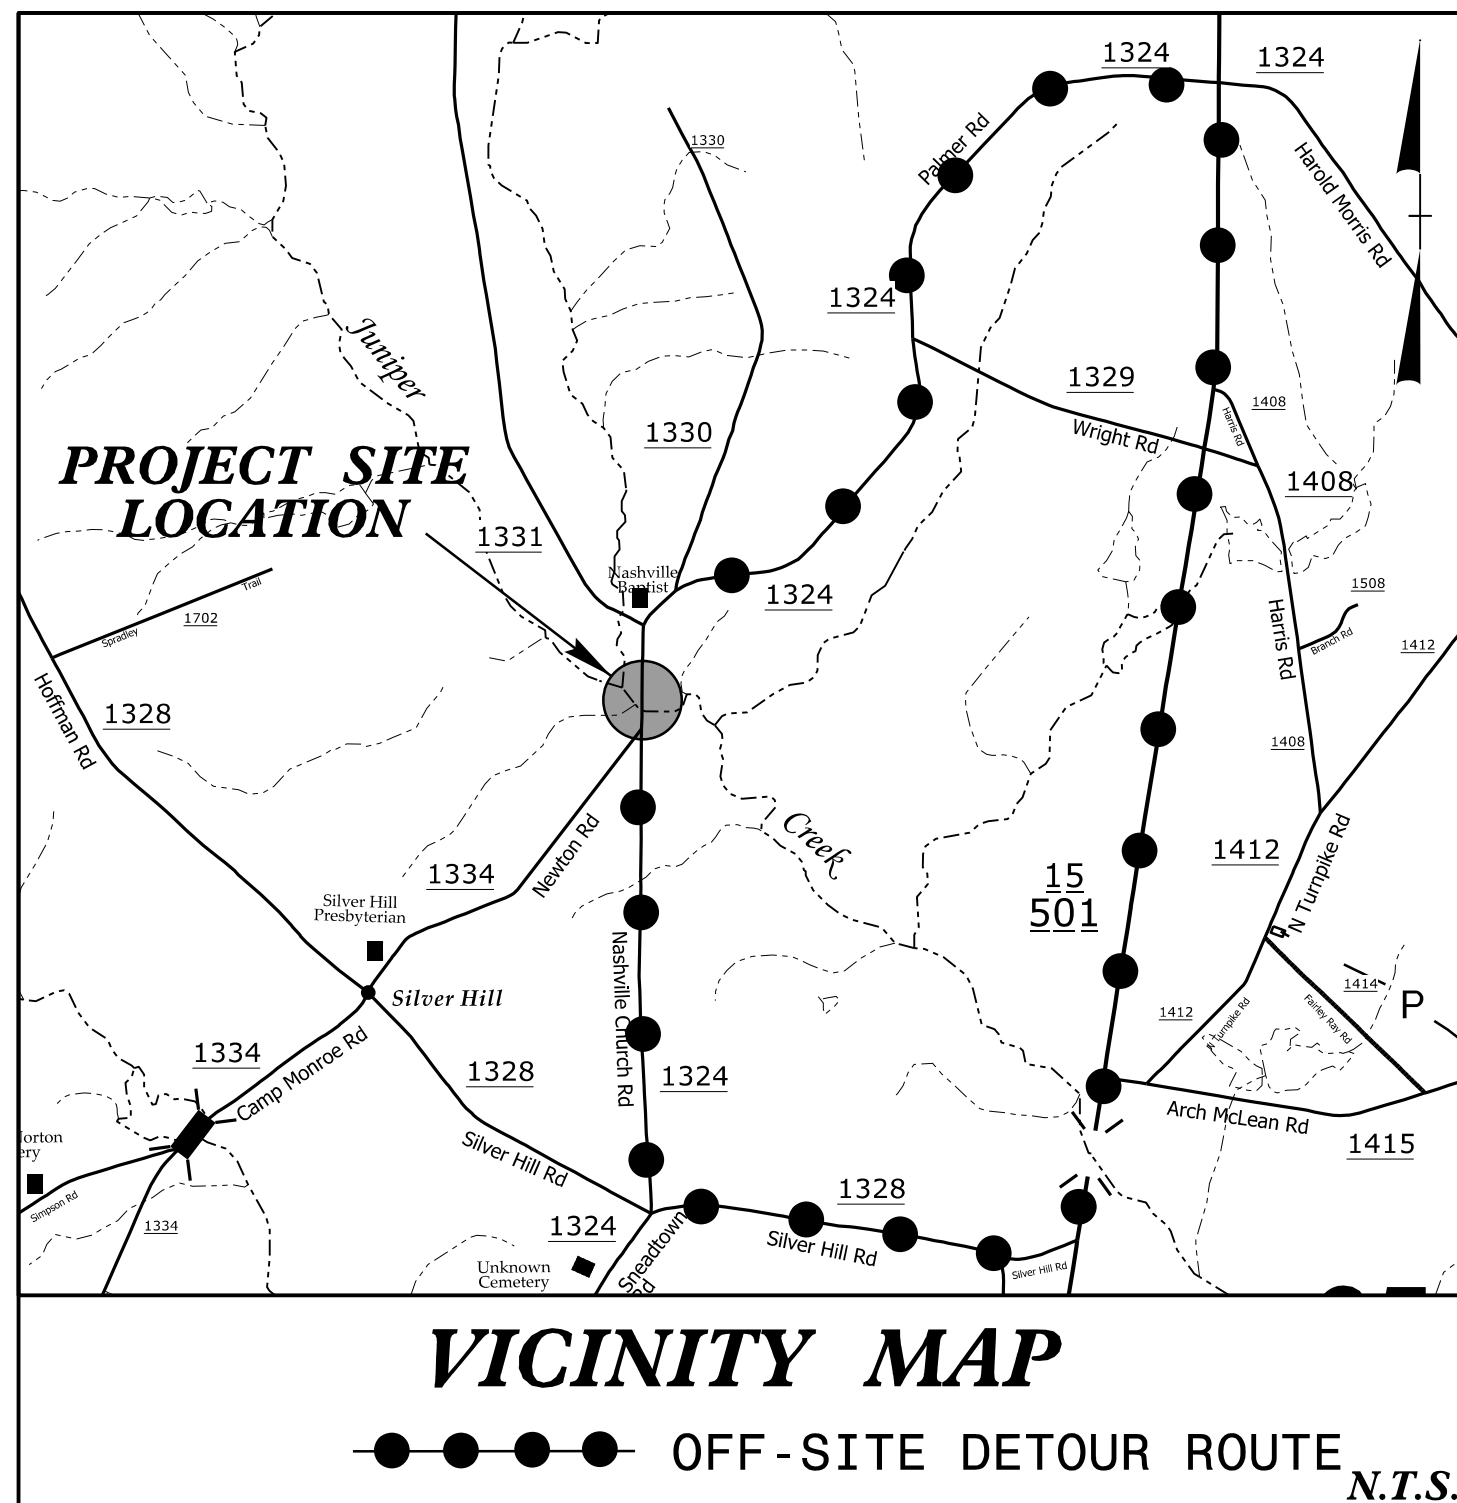 1324
1324
1330
Palmer Rd
Harold Morris Rd
1324
Juniper
1329
1408
Harris Rd
Wright Rd
1330
PROJECT SITE
LOCATION
1408
1331
Nashville
Baptist
1324
1508
Trail
1702
Spradley
Branch Rd
Harris Rd
1412
Hoffman Rd
1328
1408
Creek
Newton Rd
1334
1412
15
501
N Turnpike Rd
Silver Hill
Presbyterian
Silver Hill
Nashville Church Rd
1414
Fairley Ray Rd
P
1412
N Turnpike Rd
1334
Camp Monroe Rd
1328
1324
Arch McLean Rd
1415
orton
ery
Silver Hill Rd
1328
Simpson Rd
1334
1324
Sneadtown
Rd
Silver Hill Rd
Silver Hill Rd
Unknown
Cemetery
VICINITY MAP
OFF-SITE DETOUR ROUTE
N.T.S.